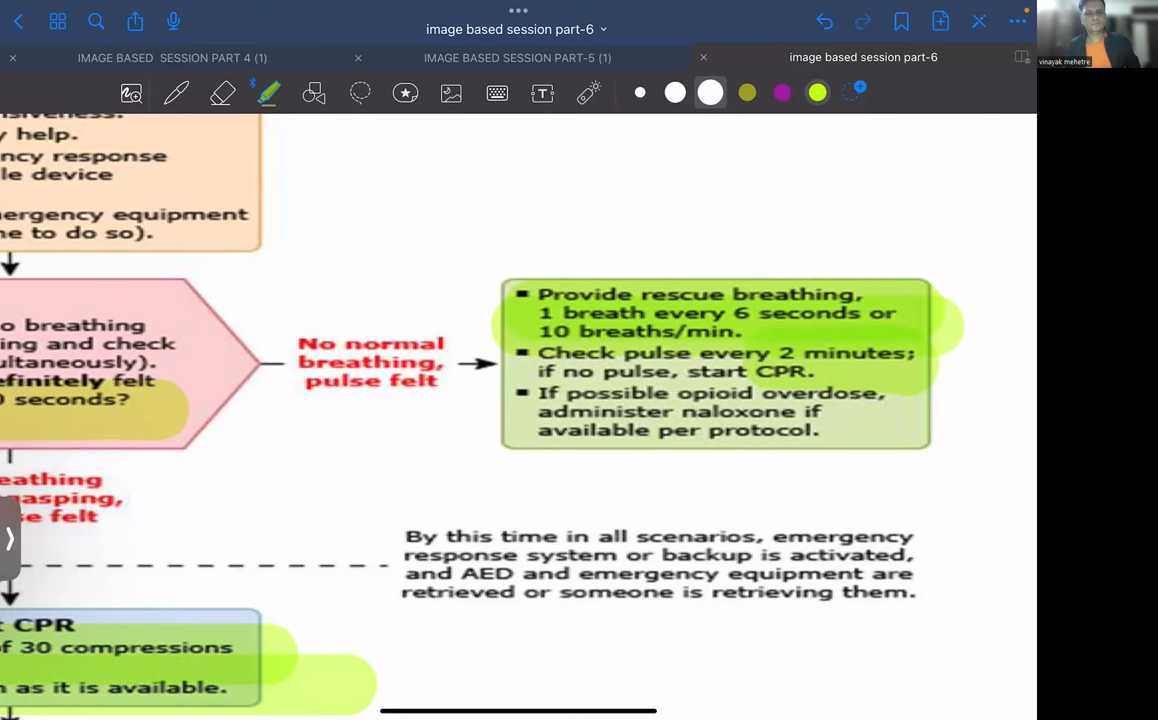 image based session part-6
IMAGE BASED SESSION PART 4 (1)
IMAGE BASED SESSION PART-5 (1)
image based session part-6
vinayak mehetre
help.
ncy response
le device
ergency equipment
e to do so).
o breathing
ing and check
ultaneously).
efinitely felt
0 seconds?
No normal
breathing,
pulse felt
▪ Provide rescue breathing,
1 breath every 6 seconds or
10 breaths/min.
▪ Check pulse every 2 minutes;
if no pulse, start CPR.
▪ If possible opioid overdose,
administer naloxone if
available per protocol.
eathing
gasping,
se felt
By this time in all scenarios, emergency
response system or backup is activated,
and AED and emergency equipment are
retrieved or someone is retrieving them.
t CPR
of 30 compressions
as it is available.